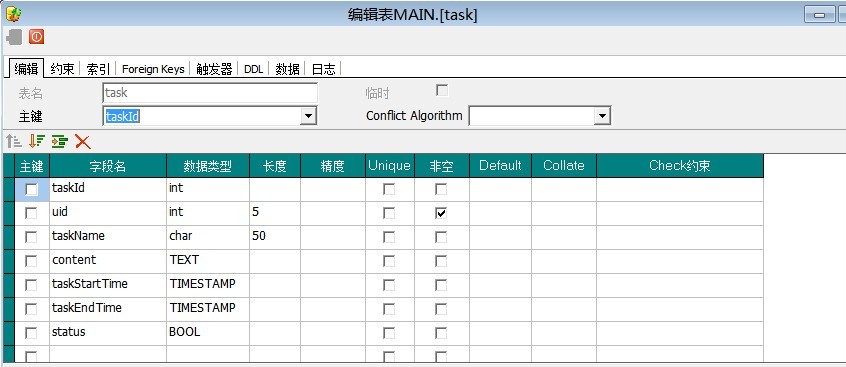 编辑表MAIN.[task]
编辑 约束 索引 Foreign Keys 触发器 DDL 数据 日志
表名 task 临时
主键 taskId Conflict Algorithm
主键 字段名 数据类型 长度 精度 Unique 非空 Default Collate Check约束
taskId int
uid int 5
taskName char 50
content TEXT
taskStartTime TIMESTAMP
taskEndTime TIMESTAMP
status BOOL